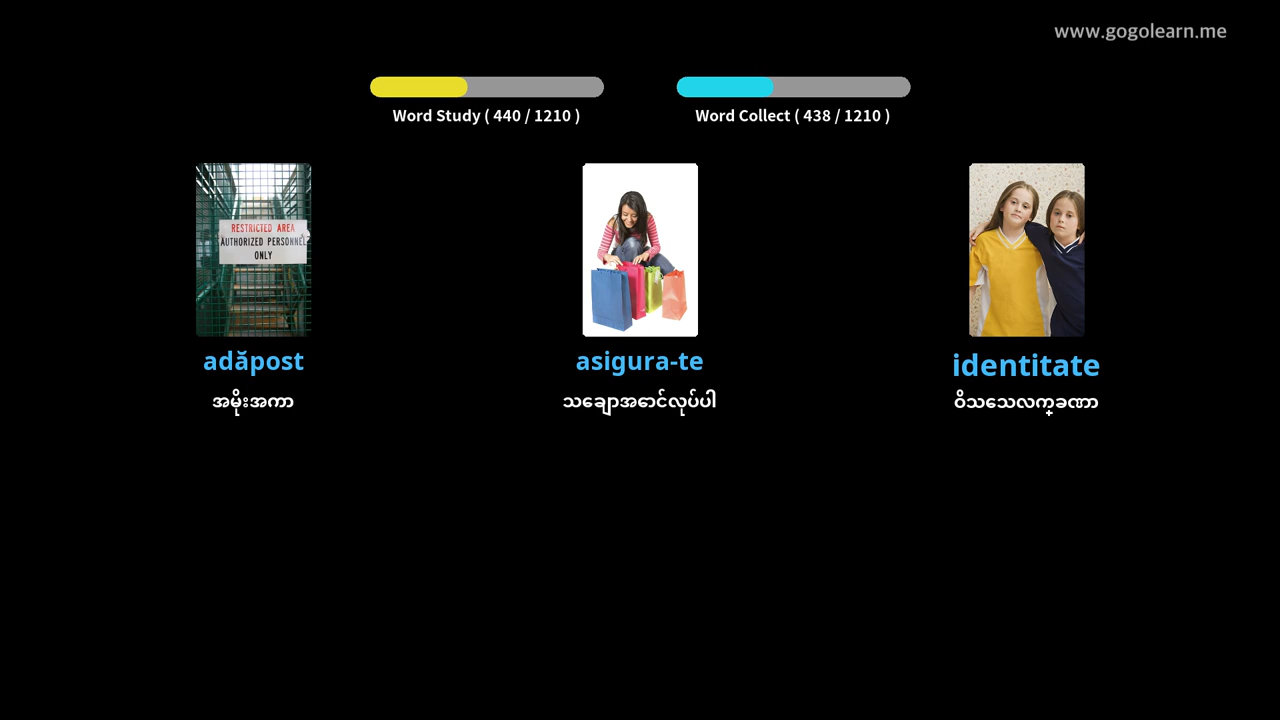 www.gogolearn.me
Word Study ( 440 / 1210 )
Word Collect ( 438 / 1210 )
RESTRICTED AREA
AUTHORIZED PERSONNEL
ONLY
adăpost
asigura-te
identitate
အမိုးအကာ
သချောအောင်လုပ်ပါ
ဝိသသေလက္ခဏာ